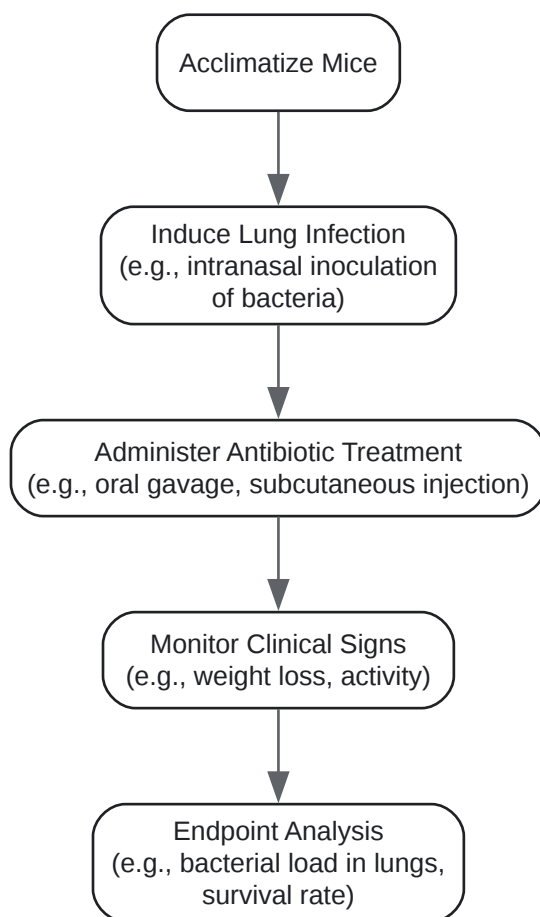 Acclimatize Mice
Induce Lung Infection
(e.g., intranasal inoculation
of bacteria)
Administer Antibiotic Treatment
(e.g., oral gavage, subcutaneous injection)
Monitor Clinical Signs
(e.g., weight loss, activity)
Endpoint Analysis
(e.g., bacterial load in lungs,
survival rate)